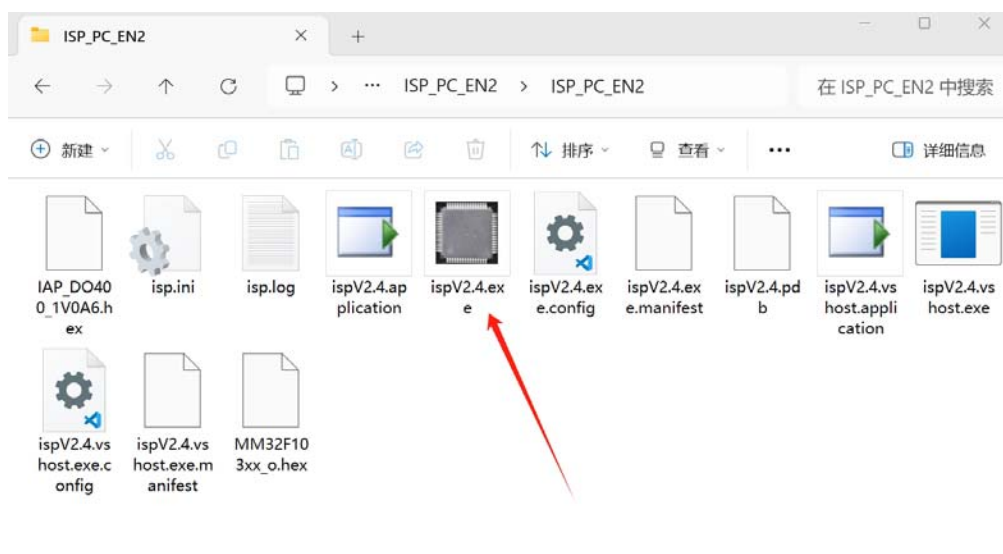 ISP_PC_EN2
ISP_PC_EN2 > ISP_PC_EN2
在 ISP_PC_EN2 中搜索
新建
排序
查看
详细信息
IAP_DO40
0_1V0A6.h
ex
isp.ini
isp.log
ispV2.4.ap
plication
ispV2.4.ex
e
ispV2.4.ex
e.config
ispV2.4.ex
e.manifest
ispV2.4.pd
b
ispV2.4.vs
host.appli
cation
ispV2.4.vs
host.exe
ispV2.4.vs
host.exe.c
onfig
ispV2.4.vs
host.exe.m
anifest
MM32F10
3xx_o.hex